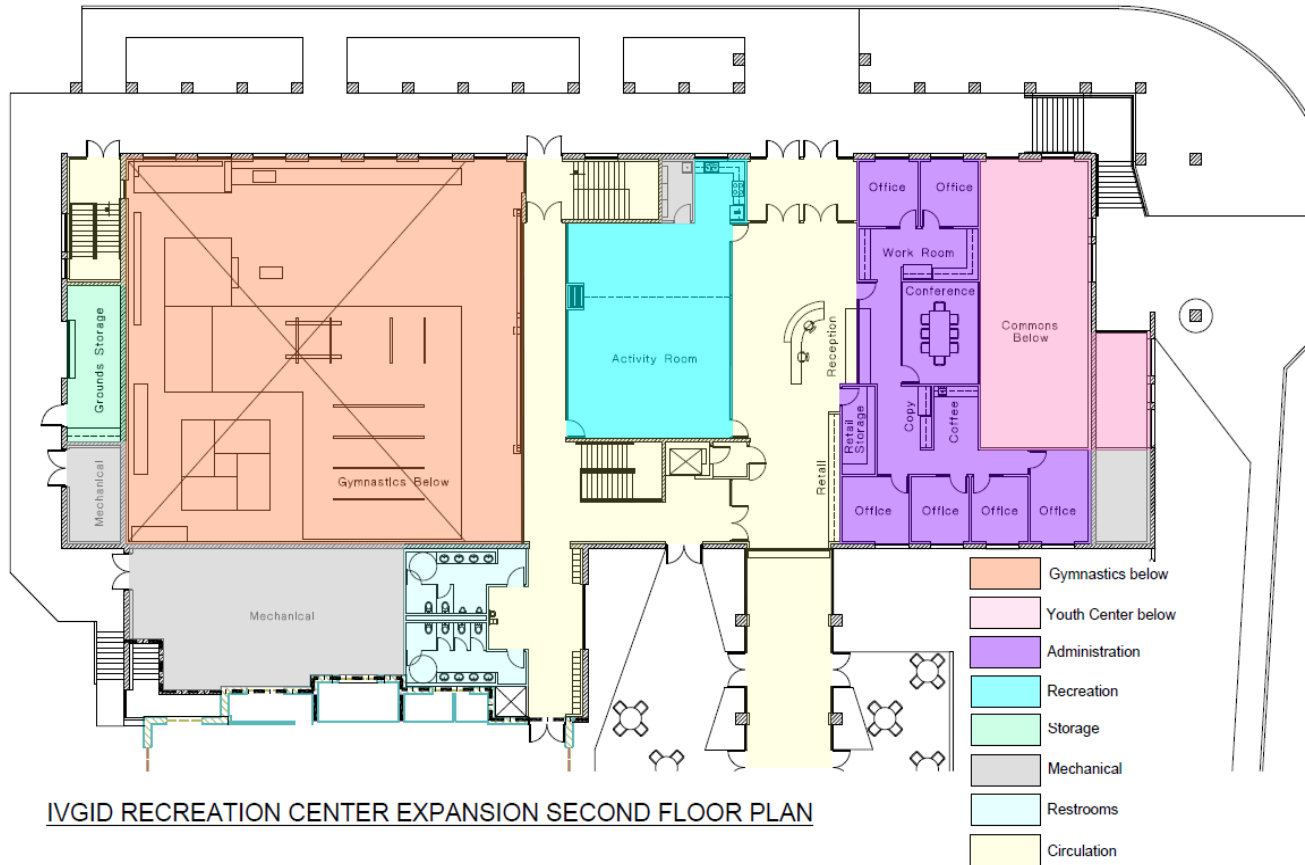 Office
Office
Work Room
Conference
Commons
Below
Grounds Storage
Activity Room
Reception
Retail
Storage
Copy
Coffee
Mechanical
Gymnastics Below
Retail
Office
Office
Office
Office
Mechanical
Gymnastics below
Youth Center below
Administration
Recreation
Storage
Mechanical
Restrooms
Circulation
IVGID RECREATION CENTER EXPANSION SECOND FLOOR PLAN